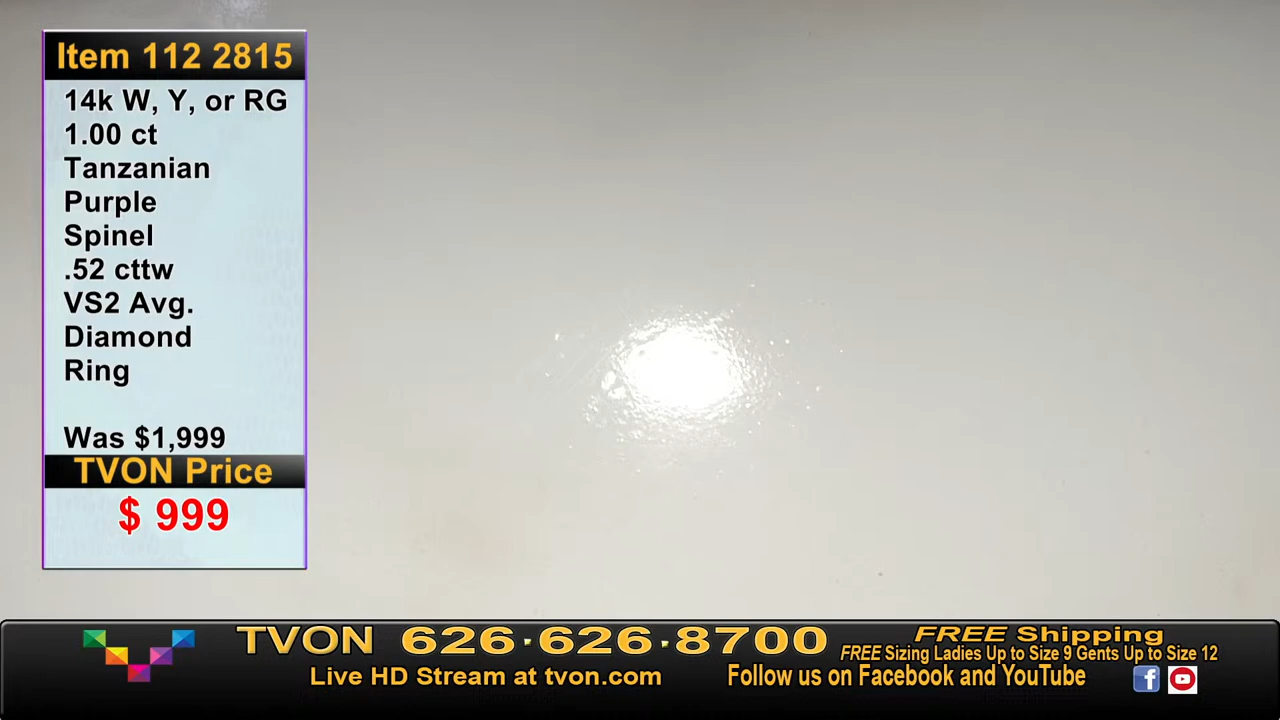 Item 112 2815
14k W, Y, or RG
1.00 ct
Tanzanian
Purple
Spinel
.52 cttw
VS2 Avg.
Diamond
Ring
Was $1,999
TVON Price
$ 999
TVON 626·626·8700
FREE Shipping
FREE Sizing Ladies Up to Size 9 Gents Up to Size 12
Live HD Stream at tvon.com
Follow us on Facebook and YouTube